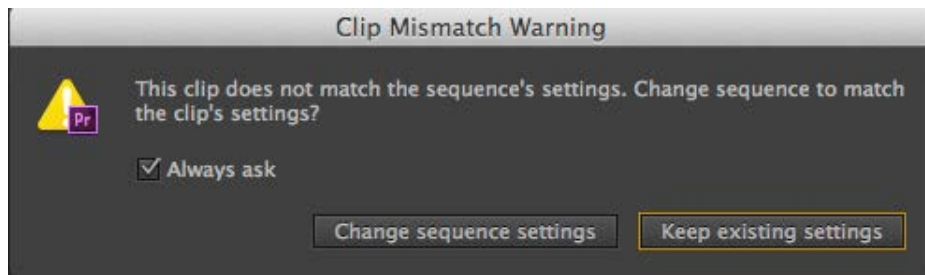 Clip Mismatch Warning
This clip does not match the sequence's settings. Change sequence to match
the clip's settings?
Pr
Always ask
Change sequence settings
Keep existing settings